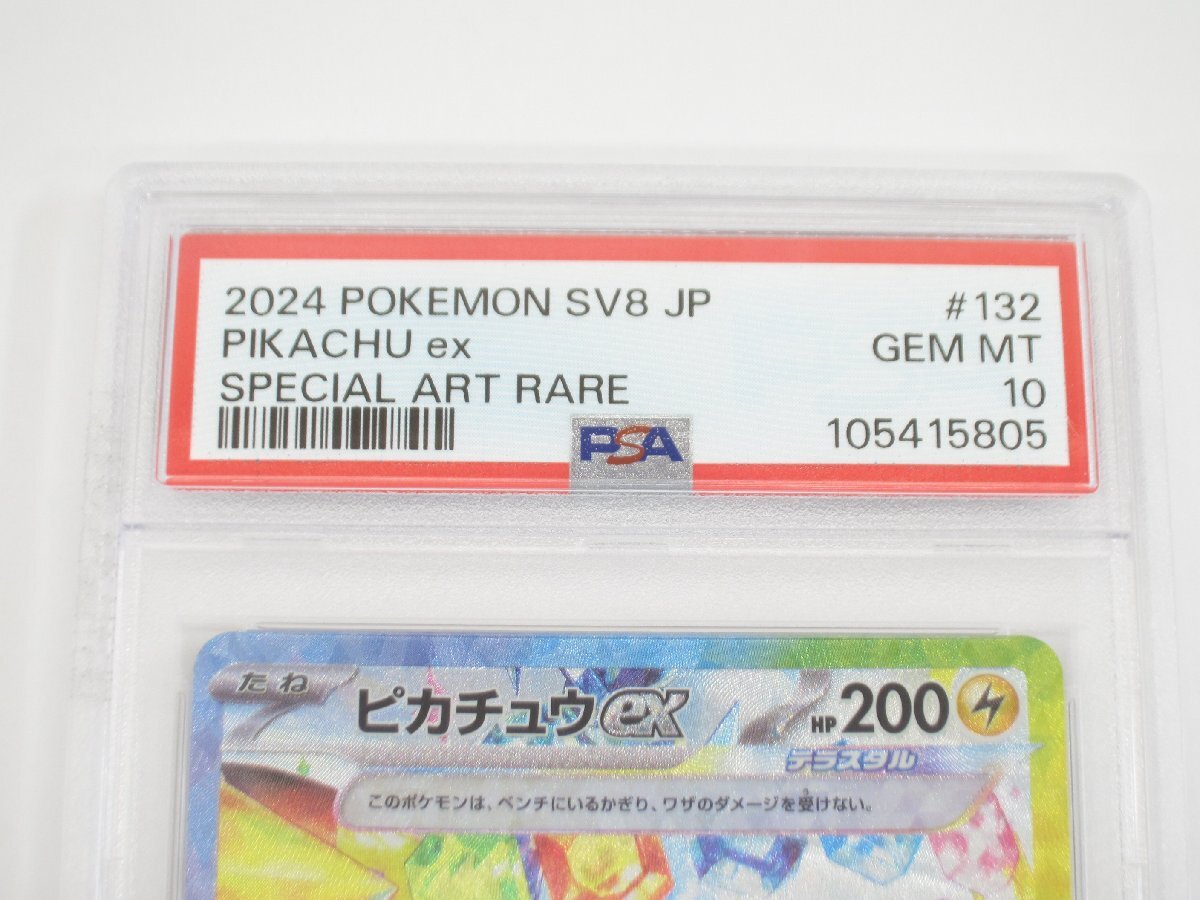 2024 POKEMON SV8 JP #132
PIKACHU ex GEM MT
SPECIAL ART RARE 10
PSA 105415805
たね ピカチュウex HP 200
テラスタル
このポケモンは、ベンチにいるかぎり、ワザのダメージを受けない。